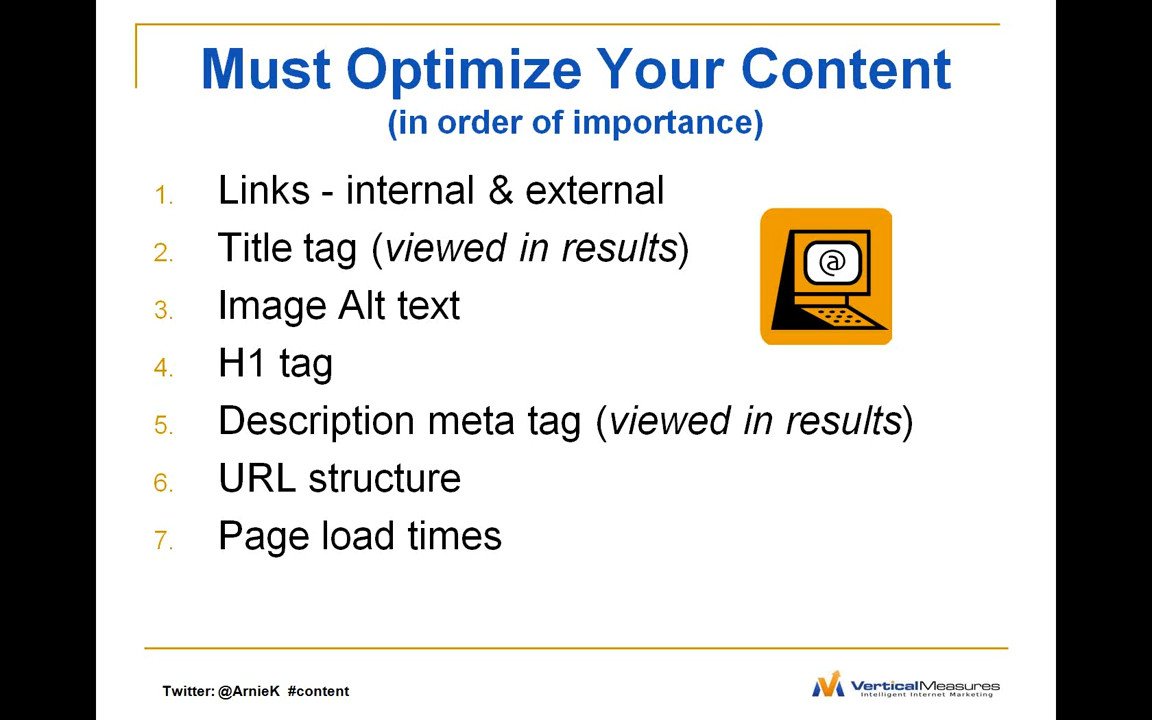 Must Optimize Your Content
(in order of importance)
1. Links - internal & external
2. Title tag (viewed in results)
@
3. Image Alt text
4. H1 tag
5. Description meta tag (viewed in results)
6. URL structure
7. Page load times
Twitter: @ArnieK #content
VerticalMeasures
Intelligent Internet Marketing